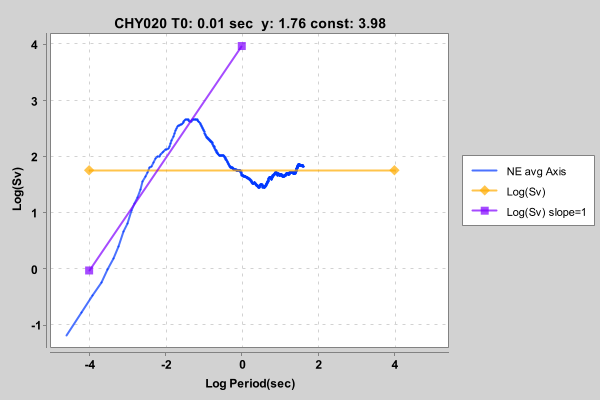 CHY020 T0: 0.01 sec  y: 1.76 const: 3.98
Log(Sv)
4
3
2
1
0
-1
-4
-2
0
2
4
Log Period(sec)
NE avg Axis
Log(Sv)
Log(Sv) slope=1